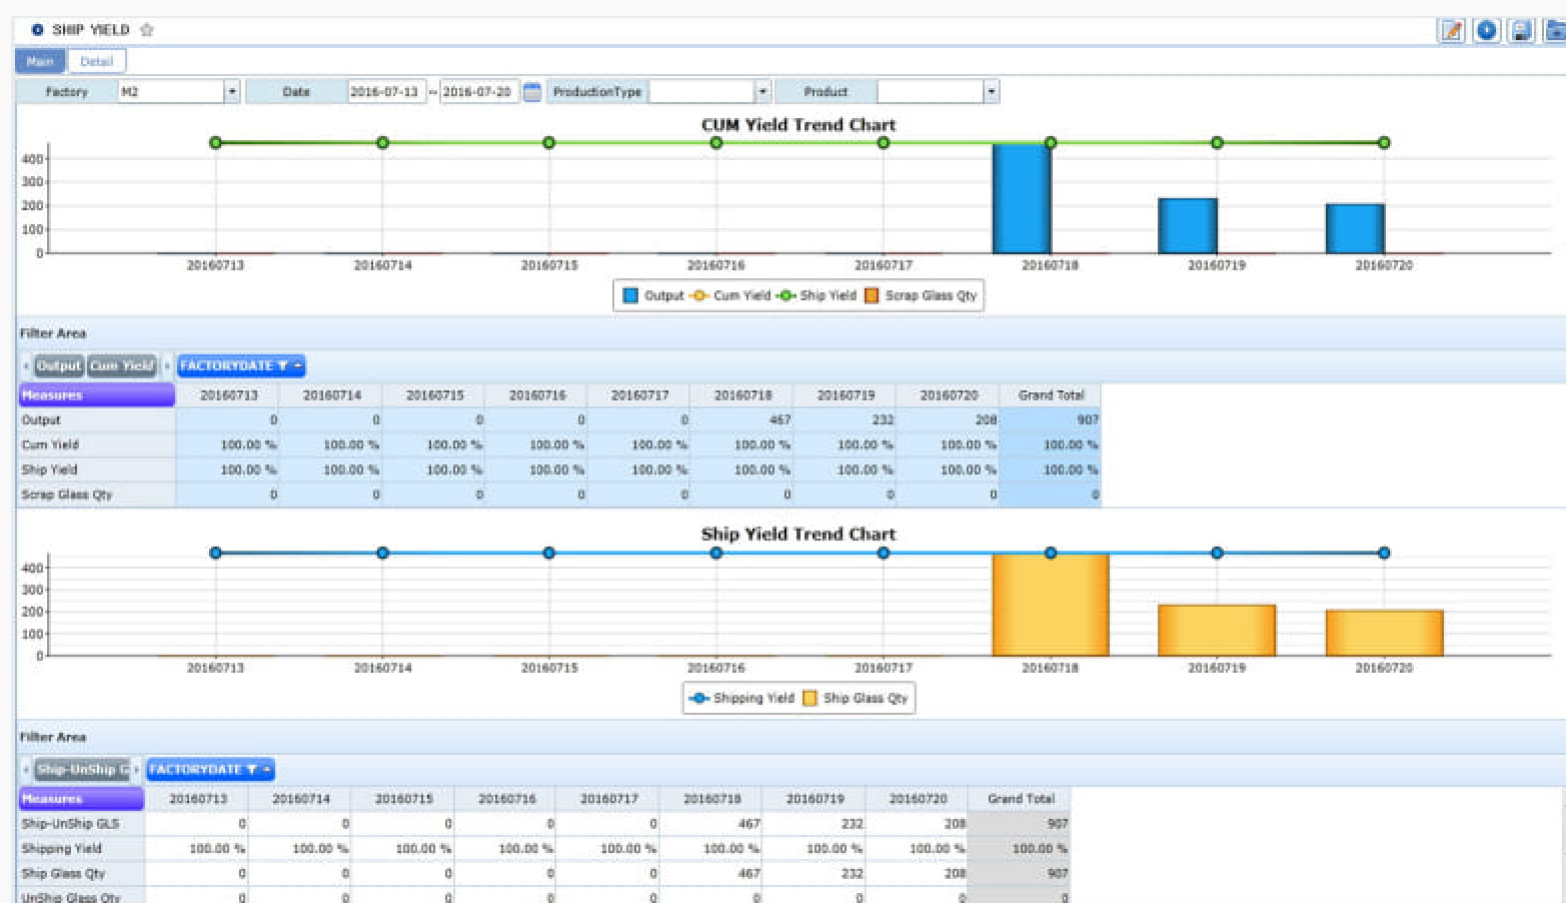 SHIP YIELD
Main Detail
Factory M2 Date 2016-07-13 ~ 2016-07-20 ProductionType Product
CUM Yield Trend Chart
400
300
200
100
0
20160713 20160714 20160715 20160716 20160717 20160718 20160719 20160720
Output Cum Yield Ship Yield Scrap Glass Qty
Filter Area
Output Cum Yield FACTORYDATE
Measures 20160713 20160714 20160715 20160716 20160717 20160718 20160719 20160720 Grand Total
Output 0 0 0 0 0 467 232 208 907
Cum Yield 100.00 % 100.00 % 100.00 % 100.00 % 100.00 % 100.00 % 100.00 % 100.00 % 100.00 %
Ship Yield 100.00 % 100.00 % 100.00 % 100.00 % 100.00 % 100.00 % 100.00 % 100.00 % 100.00 %
Scrap Glass Qty 0 0 0 0 0 0 0 0 0
Ship Yield Trend Chart
400
300
200
100
0
20160713 20160714 20160715 20160716 20160717 20160718 20160719 20160720
Shipping Yield Ship Glass Qty
Filter Area
Ship-UnShip G FACTORYDATE
Measures 20160713 20160714 20160715 20160716 20160717 20160718 20160719 20160720 Grand Total
Ship-UnShip GLS 0 0 0 0 0 467 232 208 907
Shipping Yield 100.00 % 100.00 % 100.00 % 100.00 % 100.00 % 100.00 % 100.00 % 100.00 % 100.00 %
Ship Glass Qty 0 0 0 0 0 467 232 208 907
UnShip Glass Qty 0 0 0 0 0 0 0 0 0